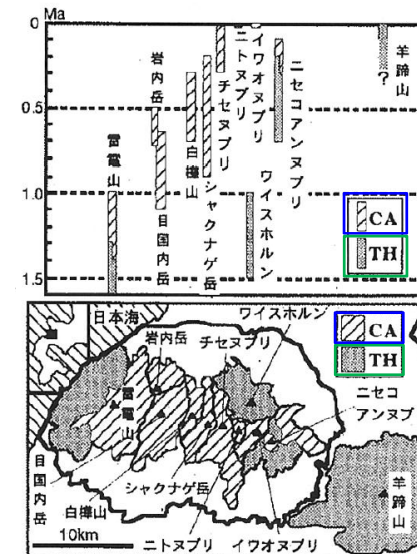 Ma
0
0.5
1.0
1.5
雷電山
岩内岳
目国内岳
白樺山
シャクナゲ岳
チセヌプリ
ニトヌプリ
イワオヌプリ
ワイスホルン
ニセコアンヌプリ
羊蹄山
?
CA
TH
日本海
ワイスホルン
CA
TH
岩内岳
チセヌプリ
雷電山
ニセコ
アンヌプ
目国内岳
シャクナゲ岳
白樺山
羊蹄山
10km
ニトヌプリ
イワオヌプリ